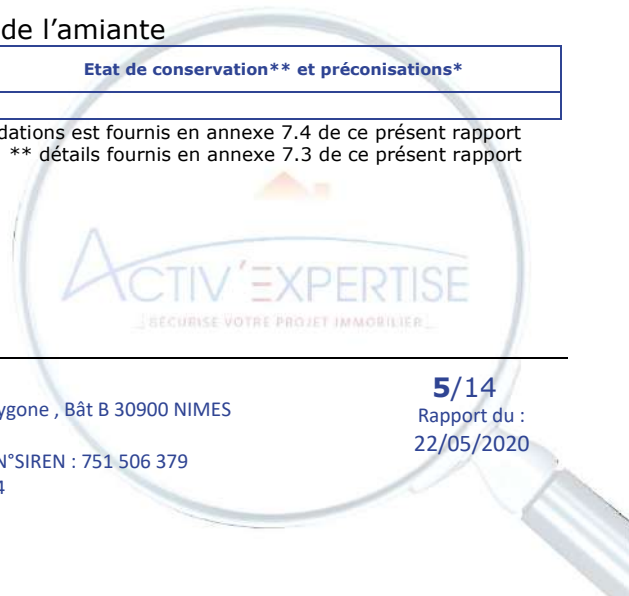 de l’amiante
Etat de conservation** et préconisations*
dations est fournis en annexe 7.4 de ce présent rapport
** détails fournis en annexe 7.3 de ce présent rapport
ACTIV’EXPERTISE
SÉCURISE VOTRE PROJET IMMOBILIER
ygone , Bât B 30900 NIMES
N°SIREN : 751 506 379
4
5/14
Rapport du :
22/05/2020